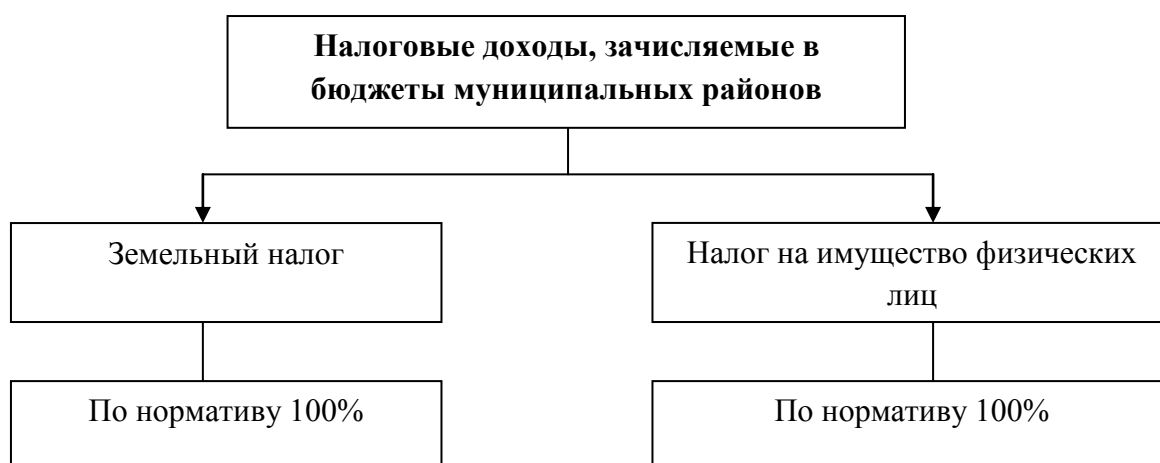 Налоговые доходы, зачисляемые в
бюджеты муниципальных районов
Земельный налог
Налог на имущество физических
лиц
По нормативу 100%
По нормативу 100%